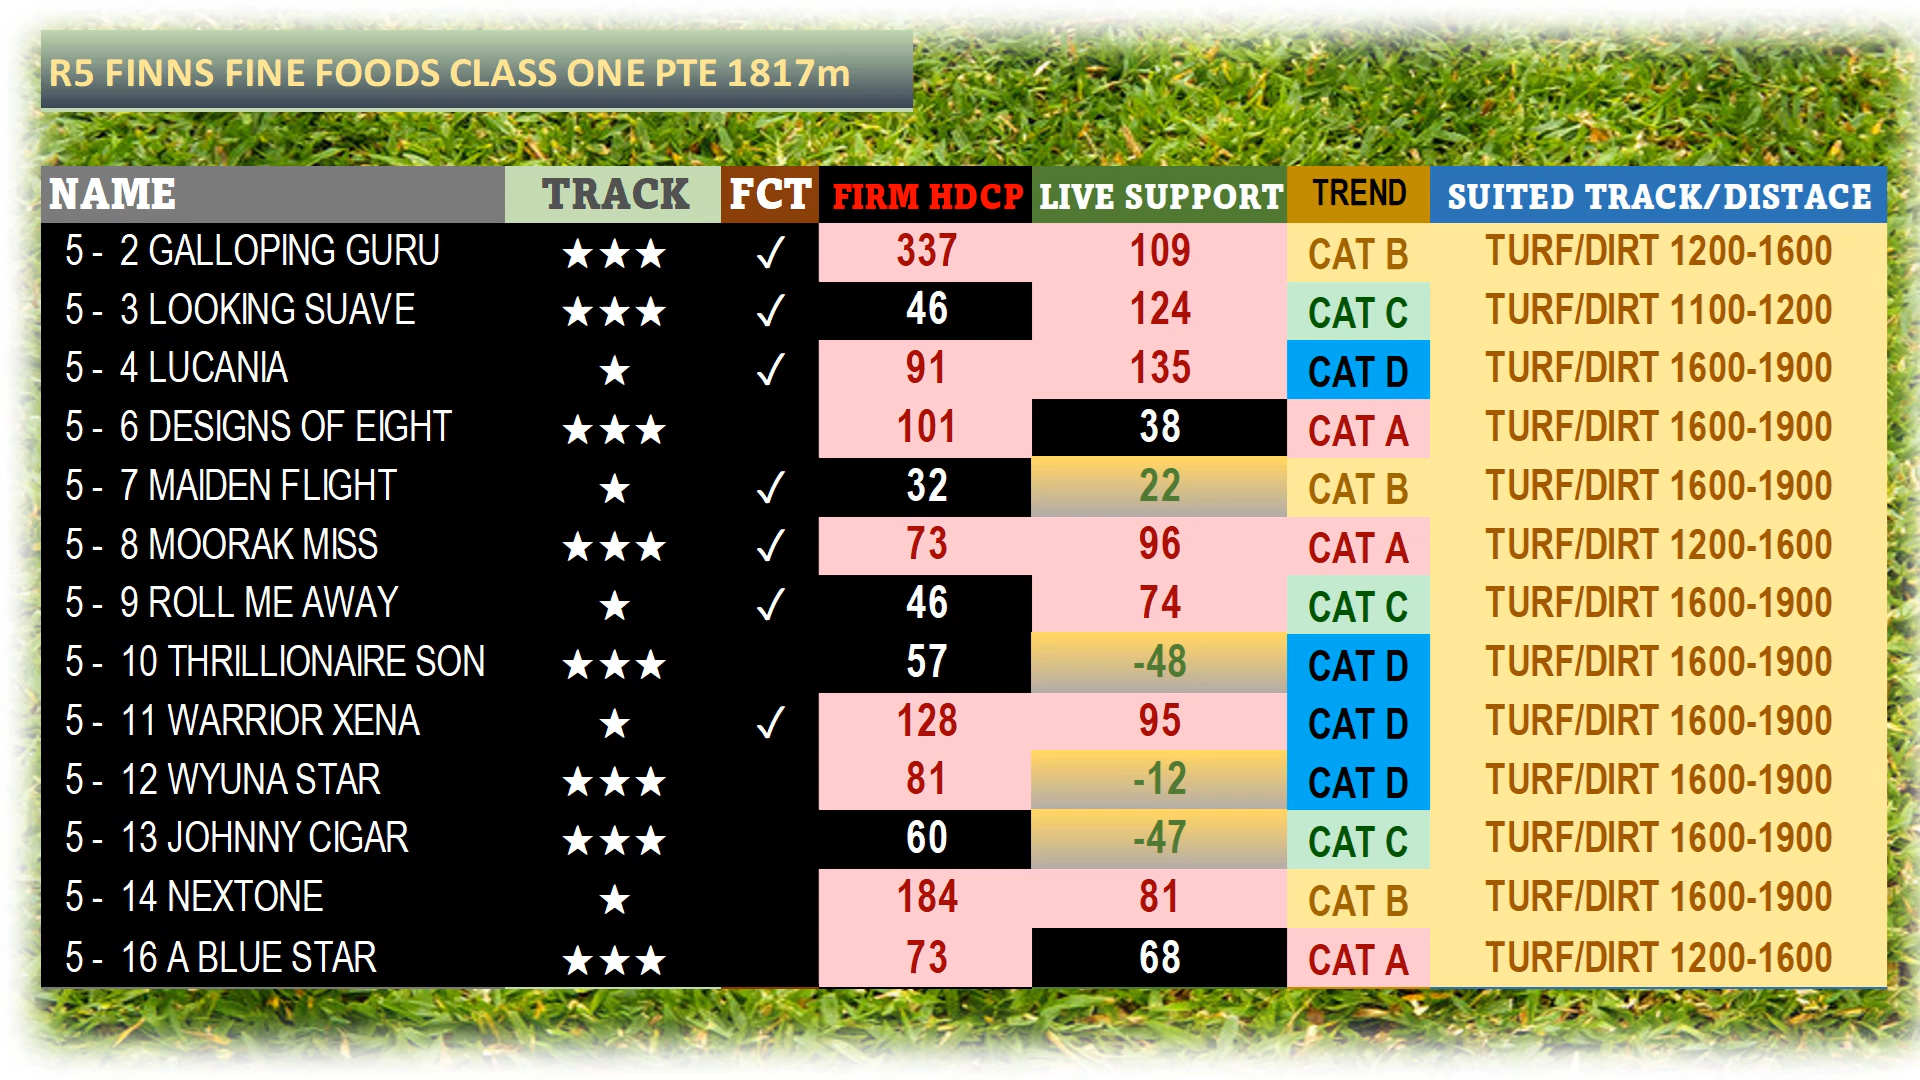 R5 FINNS FINE FOODS CLASS ONE PTE 1817m
NAME TRACK FCT FIRM HDCP LIVE SUPPORT TREND SUITED TRACK/DISTACE
5 - 2 GALLOPING GURU ★★★ ✓ 337 109 CAT B TURF/DIRT 1200-1600
5 - 3 LOOKING SUAVE ★★★ ✓ 46 124 CAT C TURF/DIRT 1100-1200
5 - 4 LUCANIA ★ ✓ 91 135 CAT D TURF/DIRT 1600-1900
5 - 6 DESIGNS OF EIGHT ★★★ 101 38 CAT A TURF/DIRT 1600-1900
5 - 7 MAIDEN FLIGHT ★ ✓ 32 22 CAT B TURF/DIRT 1600-1900
5 - 8 MOORAK MISS ★★★ ✓ 73 96 CAT A TURF/DIRT 1200-1600
5 - 9 ROLL ME AWAY ★ ✓ 46 74 CAT C TURF/DIRT 1600-1900
5 - 10 THRILLIONAIRE SON ★★★ 57 -48 CAT D TURF/DIRT 1600-1900
5 - 11 WARRIOR XENA ★ ✓ 128 95 CAT D TURF/DIRT 1600-1900
5 - 12 WYUNA STAR ★★★ 81 -12 CAT D TURF/DIRT 1600-1900
5 - 13 JOHNNY CIGAR ★★★ 60 -47 CAT C TURF/DIRT 1600-1900
5 - 14 NEXTONE ★ 184 81 CAT B TURF/DIRT 1600-1900
5 - 16 A BLUE STAR ★★★ 73 68 CAT A TURF/DIRT 1200-1600